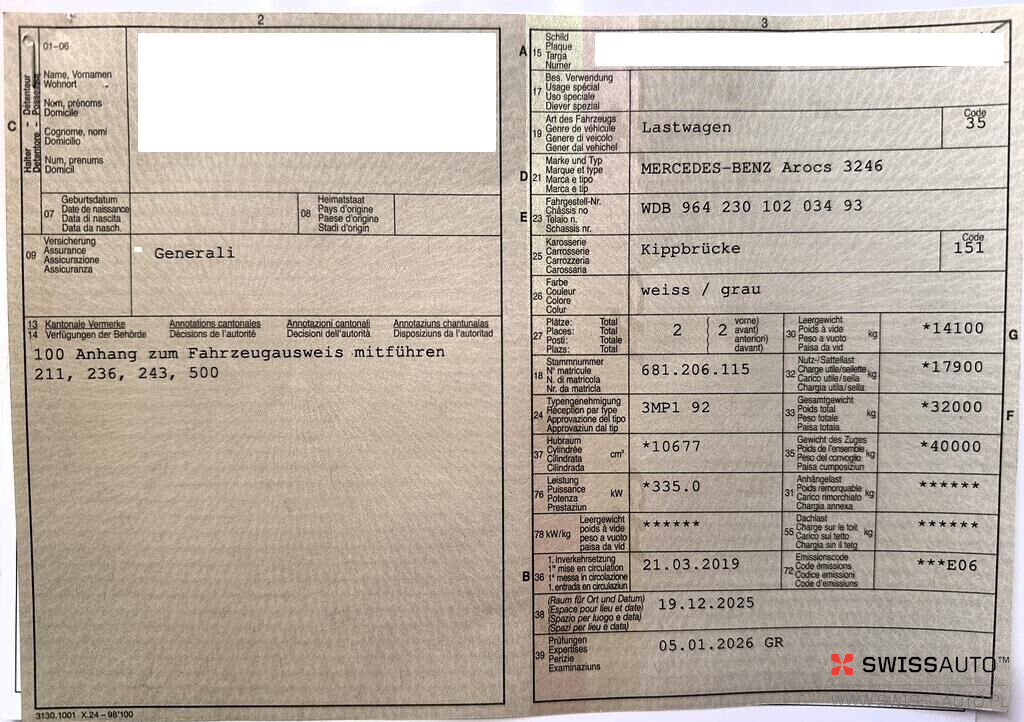 2
01–06
Name, Vornamen
Wohnort
Nom, prénoms
Domicile
Cognome, nomi
Domicilio
Num, prenums
Domicil
C
Halter - Détenteur
Detentore - Possessur
07
Geburtsdatum
Date de naissance
Data di nascita
Data da nasch.
08
Heimatstaat
Pays d'origine
Paese d'origine
Stadi d'origin
09
Versicherung
Assurance
Assicurazione
Assicuranza
Generali
13 Kantonale Vermerke Annotations cantonales Annotazioni cantonali Annotaziuns chantunalas
14 Verfügungen der Behörde Décisions de l'autorité Decisioni dell'autorità Disposiziuns da l'autoritad
100 Anhang zum Fahrzeugausweis mitführen
211, 236, 243, 500
3130.1001 X.24 – 98'100
3
A 15
Schild
Plaque
Targa
Numer
17
Bes. Verwendung
Usage spécial
Uso speciale
Diever spezial
19
Art des Fahrzeugs
Genre de véhicule
Genere di veicolo
Gener dal vehichel
Lastwagen
Code
35
D 21
Marke und Typ
Marque et type
Marca e tipo
Marca e tip
MERCEDES-BENZ Arocs 3246
E 23
Fahrgestell-Nr.
Châssis no
Telaio n.
Schassis nr.
WDB 964 230 102 034 93
25
Karosserie
Carrosserie
Carrozzeria
Carossaria
Kippbrücke
Code
151
26
Farbe
Couleur
Colore
Colur
weiss / grau
27
Plätze: Total
Places: Total
Posti: Totale
Plazs: Total
2
2
vorne)
avant)
anteriori)
davant)
30
Leergewicht
Poids à vide
Peso a vuoto
Paisa da vid
kg
*14100
G
18
Stammnummer
N° matricule
N. di matricola
Nr. da matricla
681.206.115
32
Nutz-/Sattellast
Charge utile/sellette
Carico utile/sella
Chargia utila/sella
kg
*17900
24
Typengenehmigung
Réception par type
Approvazione del tipo
Approvaziun dal tip
3MP1 92
33
Gesamtgewicht
Poids total
Peso totale
Paisa totala
kg
*32000
F
37
Hubraum
Cylindrée
Cilindrata
Cilindrada
cm³
*10677
35
Gewicht des Zuges
Poids de l'ensemble
Peso del convoglio
Paisa cumposiziun
kg
*40000
76
Leistung
Puissance
Potenza
Prestaziun
kW
*335.0
31
Anhängelast
Poids remorquable
Carico rimorchiato
Chargia annexa
kg
******
78 kW/kg
Leergewicht
poids à vide
peso a vuoto
paisa da vid
******
55
Dachlast
Charge sur le toit
Carico sul tetto
Chargia sin il tetg
kg
******
B 36
1. Inverkehrsetzung
1re mise en circulation
1a messa in circolazione
1. entrada en circulaziun
21.03.2019
72
Emissionscode
Code émissions
Codice emissioni
Code d'emissiuns
***E06
38
(Raum für Ort und Datum)
(Espace pour lieu et date)
(Spazio per luogo e data)
(Spazi per lieu e data)
19.12.2025
39
Prüfungen
Expertises
Perizie
Examinaziuns
05.01.2026 GR
SWISSAUTO™
WWW.SWISSAUTO.PL